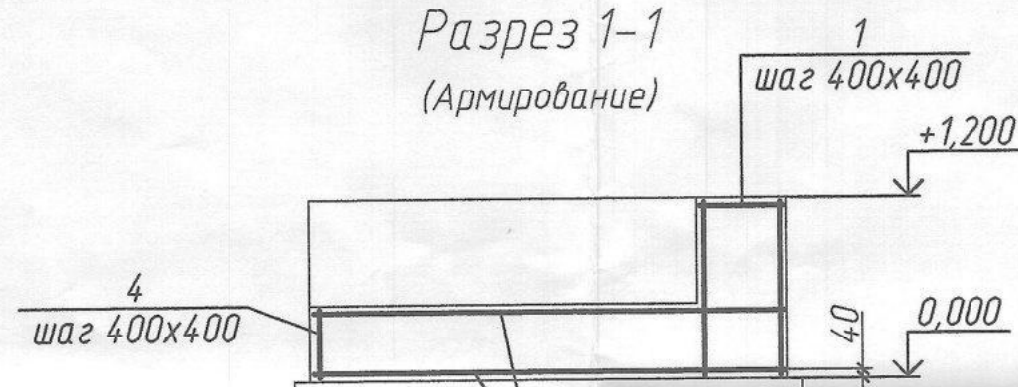 Разрез 1-1
(Армирование)
1
шаг 400х400
+1,200
4
шаг 400х400
40
0,000